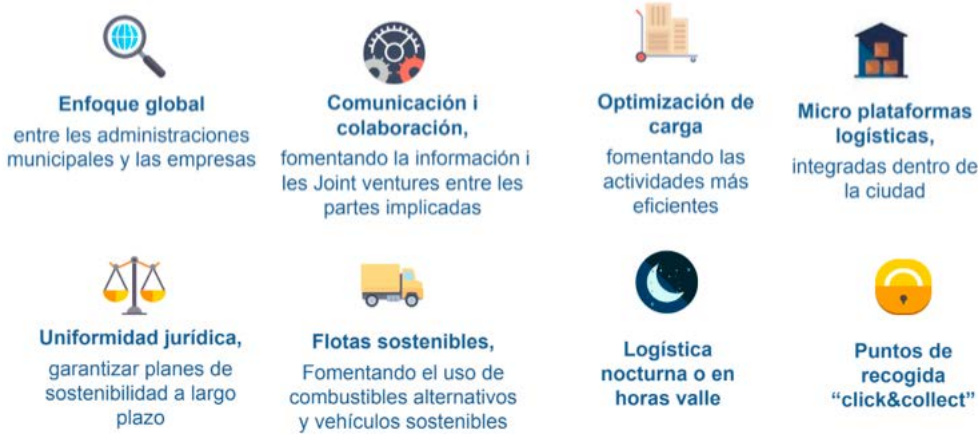 Enfoque global
entre les administraciones
municipales y las empresas
Comunicación i
colaboración,
fomentando la información i
les Joint ventures entre les
partes implicadas
Optimización de
carga
fomentando las
actividades más
eficientes
Micro plataformas
logísticas,
integradas dentro de
la ciudad
Uniformidad jurídica,
garantizar planes de
sostenibilidad a largo
plazo
Flotas sostenibles,
Fomentando el uso de
combustibles alternativos
y vehículos sostenibles
Logística
nocturna o en
horas valle
Puntos de
recogida
“click&collect”